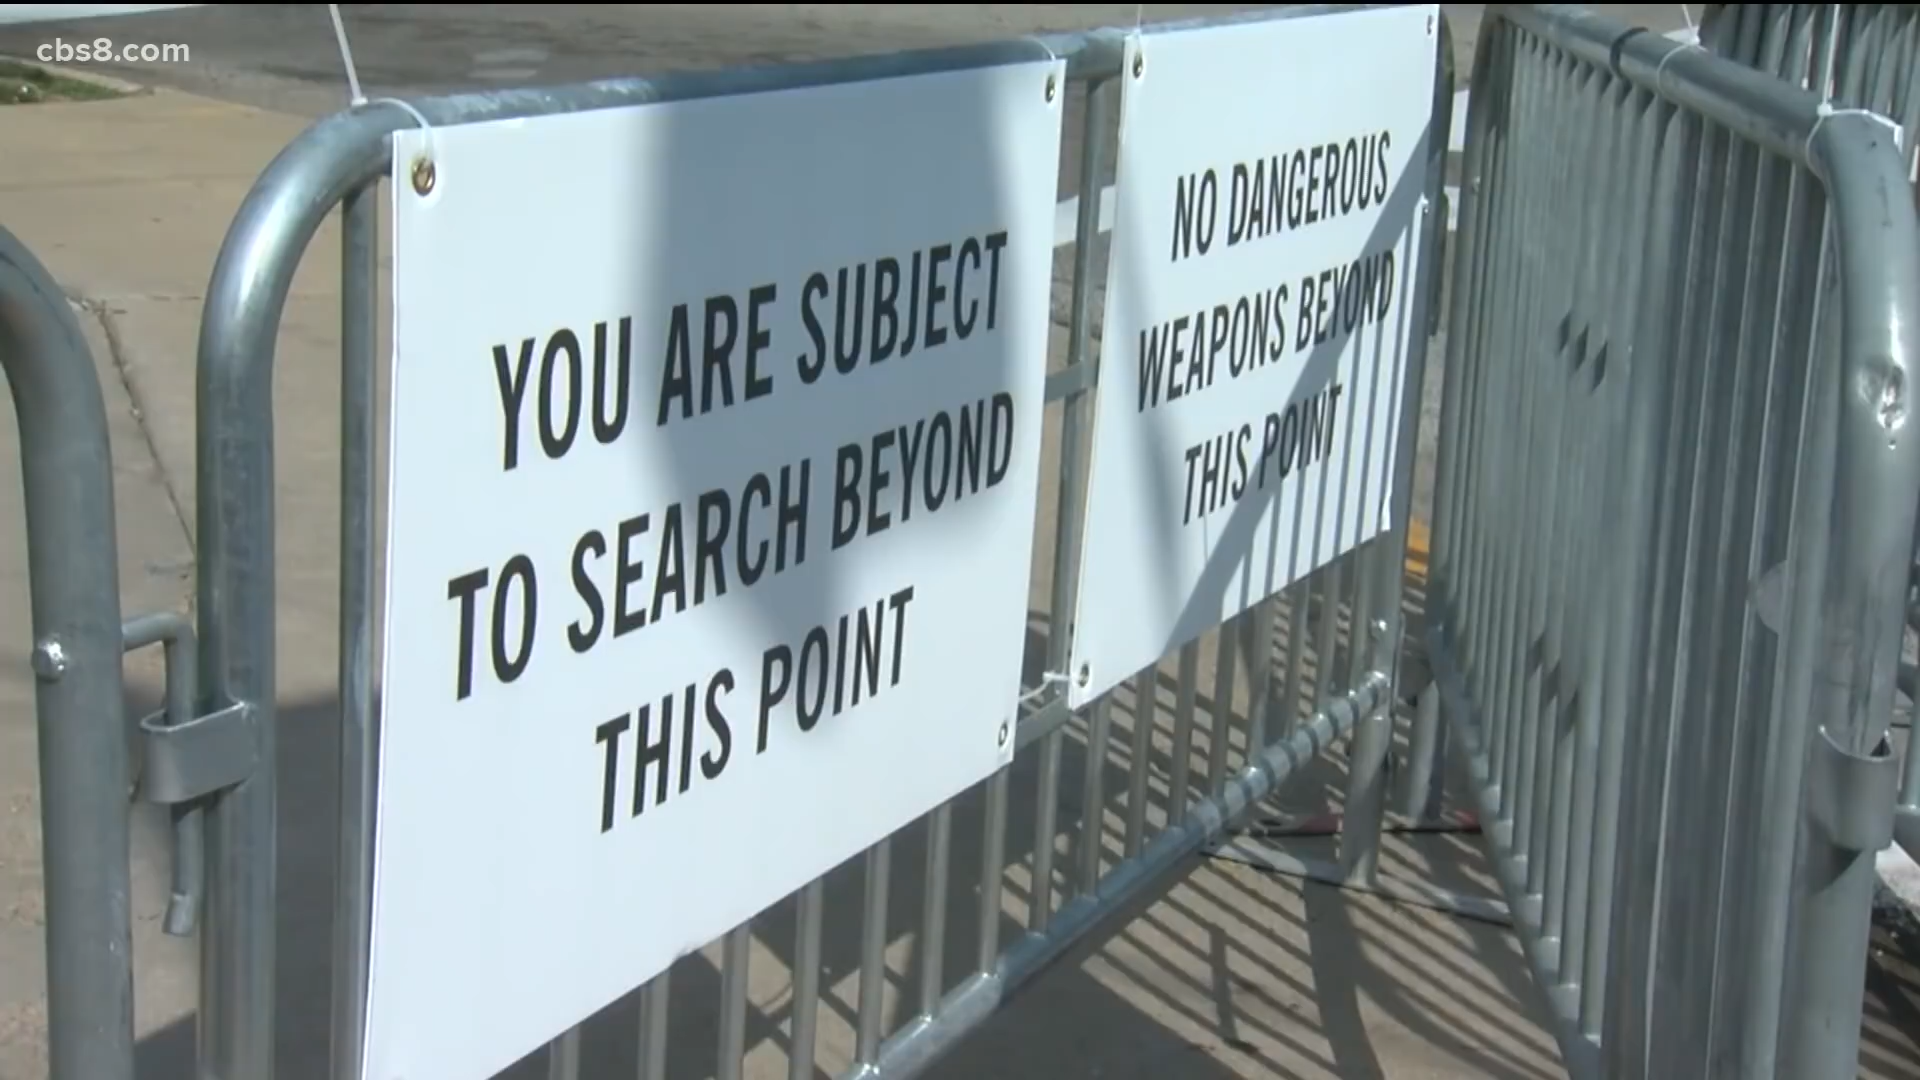 cbs8.com
YOU ARE SUBJECT
TO SEARCH BEYOND
THIS POINT
NO DANGEROUS
WEAPONS BEYOND
THIS POINT